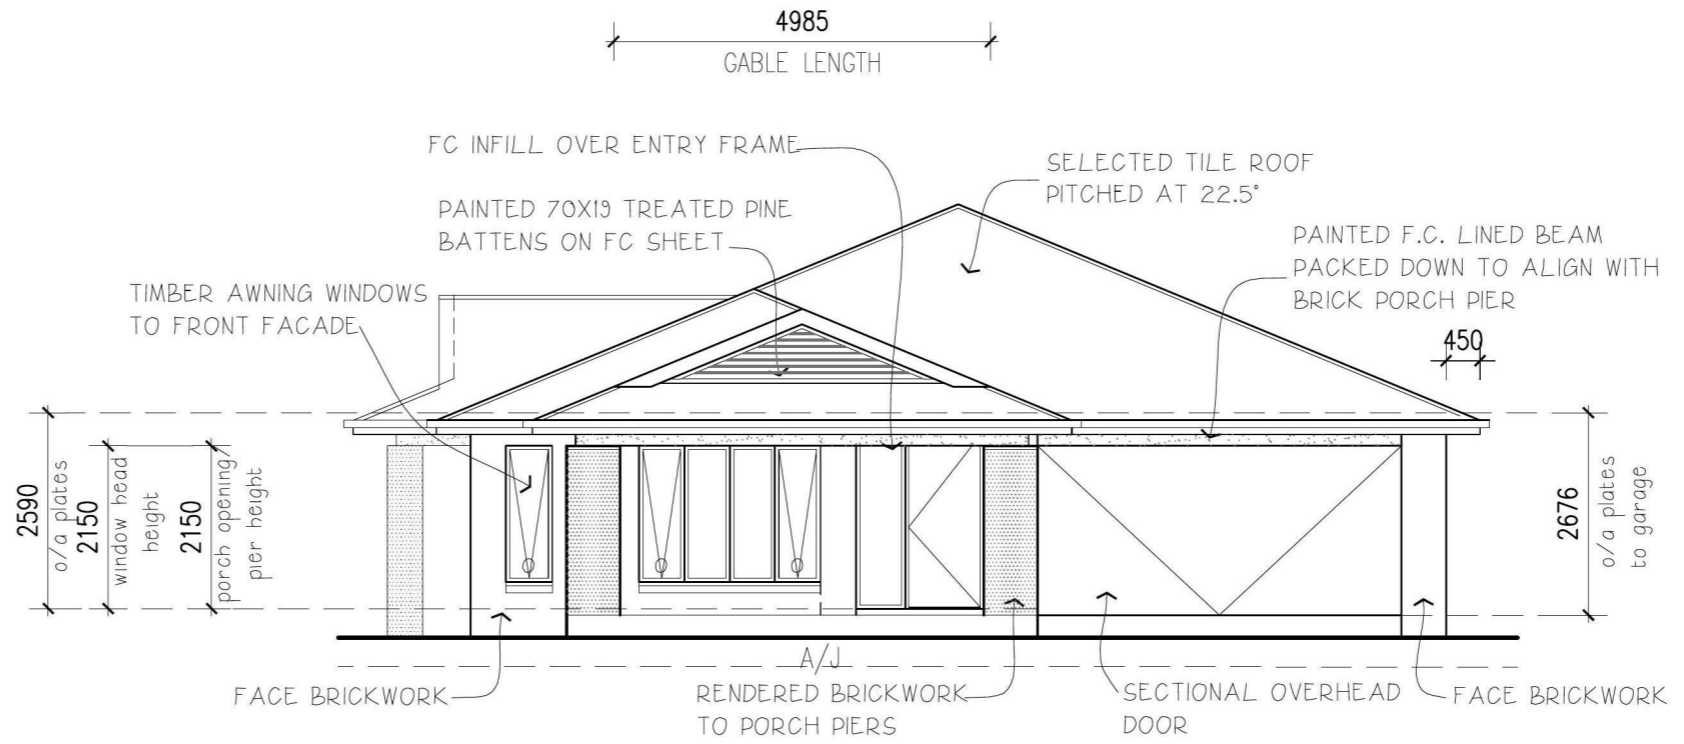 4985
GABLE LENGTH
FC INFILL OVER ENTRY FRAME
SELECTED TILE ROOF
PITCHED AT 22.5°
PAINTED 70X19 TREATED PINE
BATTENS ON FC SHEET
PAINTED F.C. LINED BEAM
PACKED DOWN TO ALIGN WITH
BRICK PORCH PIER
TIMBER AWNING WINDOWS
TO FRONT FACADE
450
2590
o/a plates
2150
window head
height
2150
porch opening/
pier height
2676
o/a plates
to garage
A/J
FACE BRICKWORK
RENDERED BRICKWORK
TO PORCH PIERS
SECTIONAL OVERHEAD
DOOR
FACE BRICKWORK